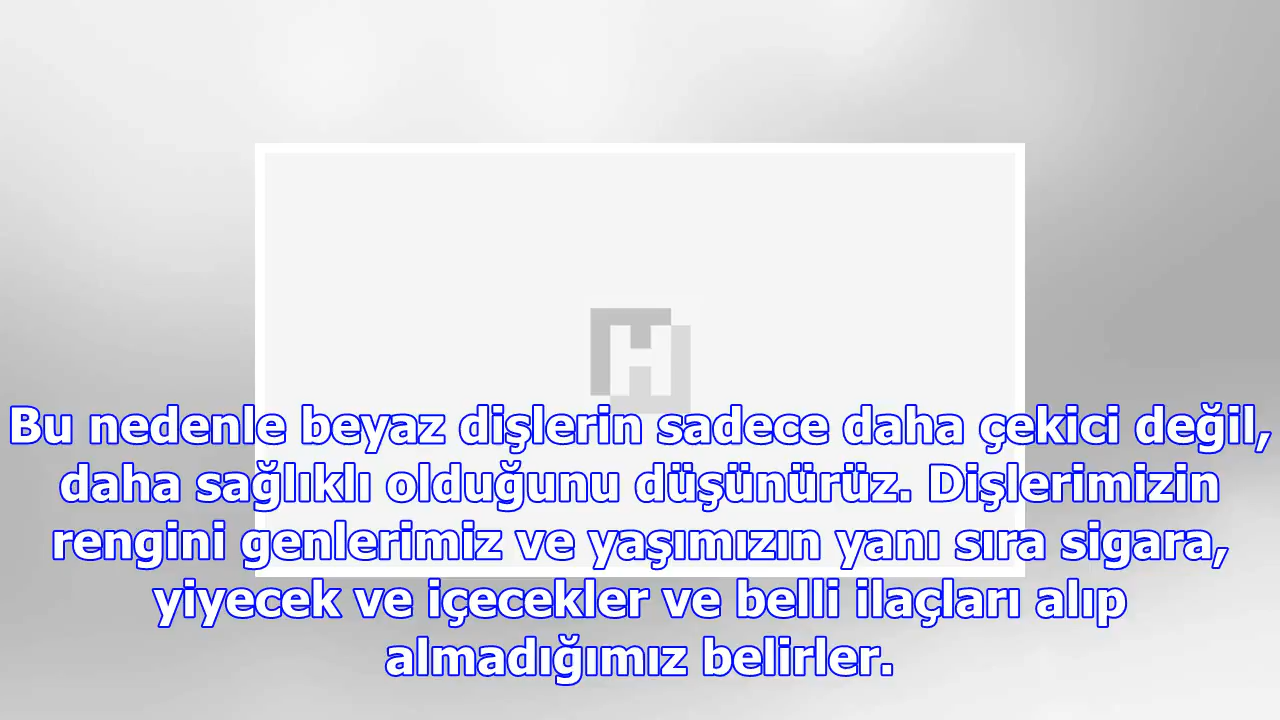 Bu nedenle beyaz dişlerin sadece daha çekici değil,
daha sağlıklı olduğunu düşünürüz. Dişlerimizin
rengini genlerimiz ve yaşımızın yanı sıra sigara,
yiyecek ve içecekler ve belli ilaçları alıp
almadığımız belirler.